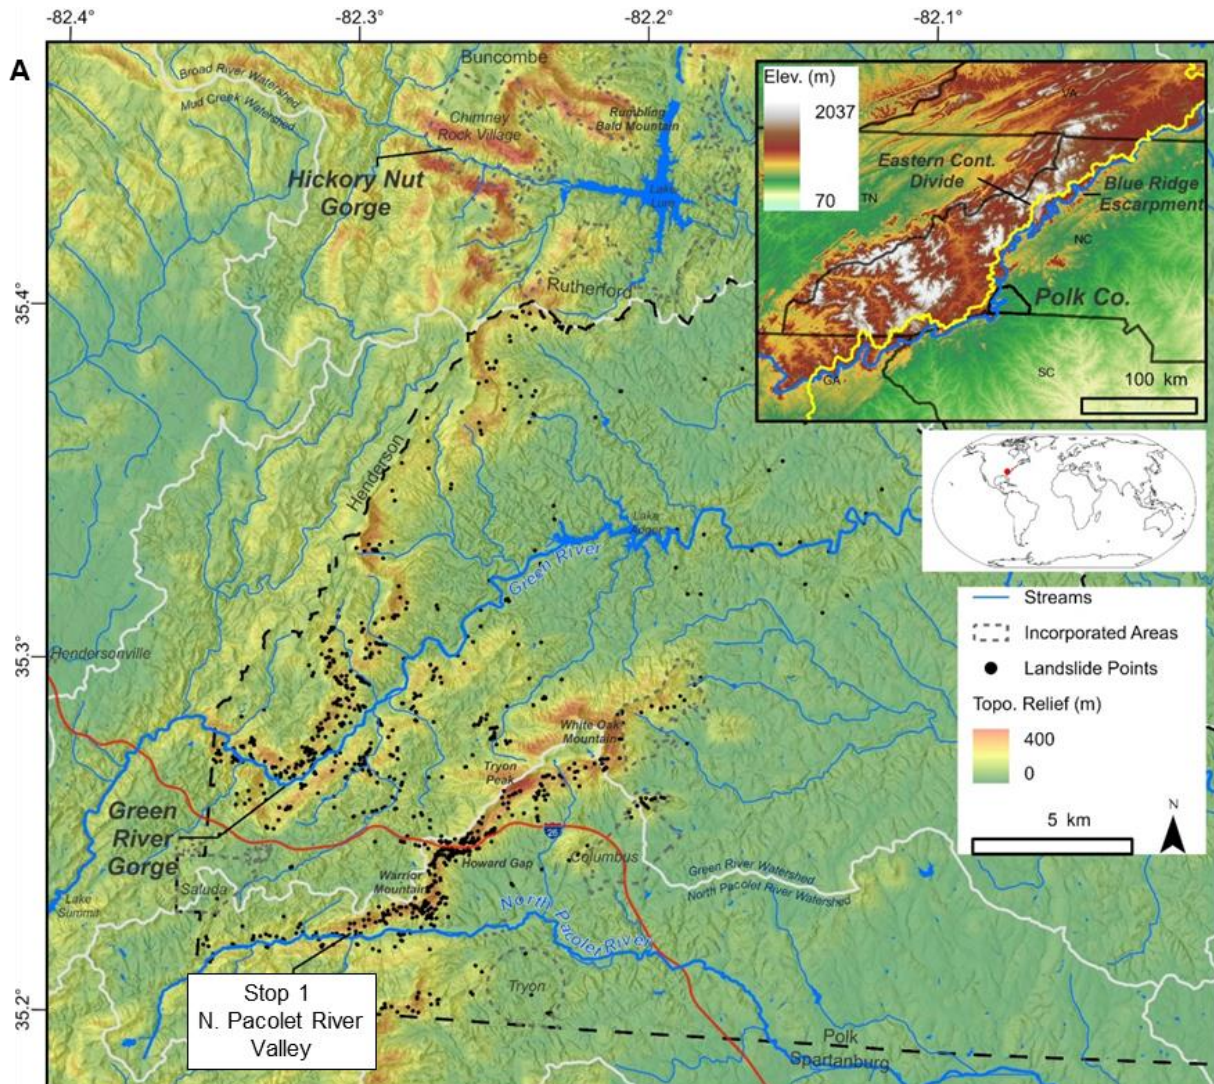 -82.4°
-82.3°
-82.2°
-82.1°
A
35.4°
35.3°
35.2°
Buncombe
Broad River Watershed
Mud Creek Watershed
Chimney
Rock Village
Rumbling
Bald Mountain
Hickory Nut
Gorge
Lake
Lure
Rutherford
Henderson
Lake
Adger
Green River
Hendersonville
White Oak
Mountain
Tryon
Peak
Green
River
Gorge
26
Howard Gap
Columbus
Warrior
Mountain
Saluda
Lake
Summit
Green River Watershed
North Pacolet River Watershed
North Pacolet River
Stop 1
N. Pacolet River
Valley
Tryon
Polk
Spartanburg
Elev. (m)
2037
70
VA
Eastern Cont.
Divide
Blue Ridge
Escarpment
TN
NC
Polk Co.
GA
SC
100 km
Streams
Incorporated Areas
Landslide Points
Topo. Relief (m)
400
0
N
5 km